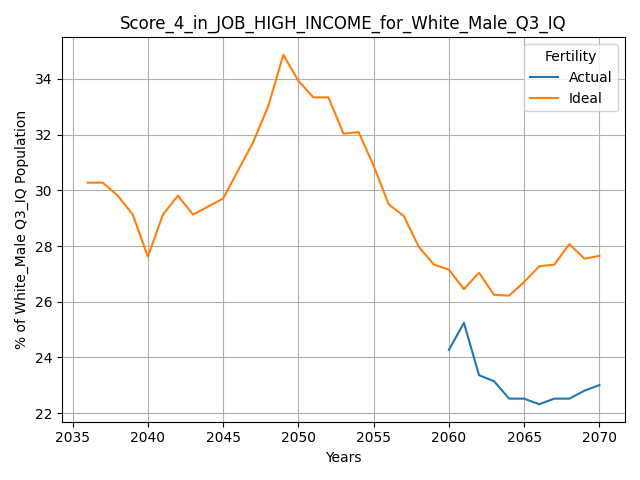 Score_4_in_JOB_HIGH_INCOME_for_White_Male_Q3_IQ
Fertility
Actual
Ideal
% of White_Male Q3_IQ Population
34
32
30
28
26
24
22
2035 2040 2045 2050 2055 2060 2065 2070
Years